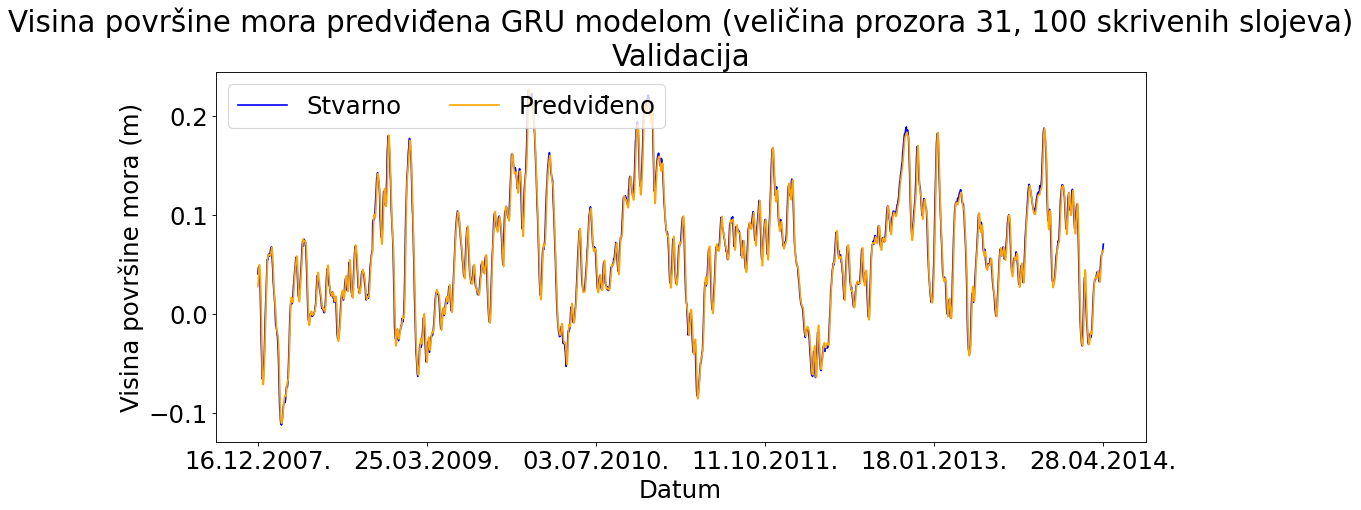 Visina površine mora predviđena GRU modelom (veličina prozora 31, 100 skrivenih slojeva)
Validacija
Stvarno Predviđeno
Visina površine mora (m)
0.2
0.1
0.0
−0.1
16.12.2007. 25.03.2009. 03.07.2010. 11.10.2011. 18.01.2013. 28.04.2014.
Datum